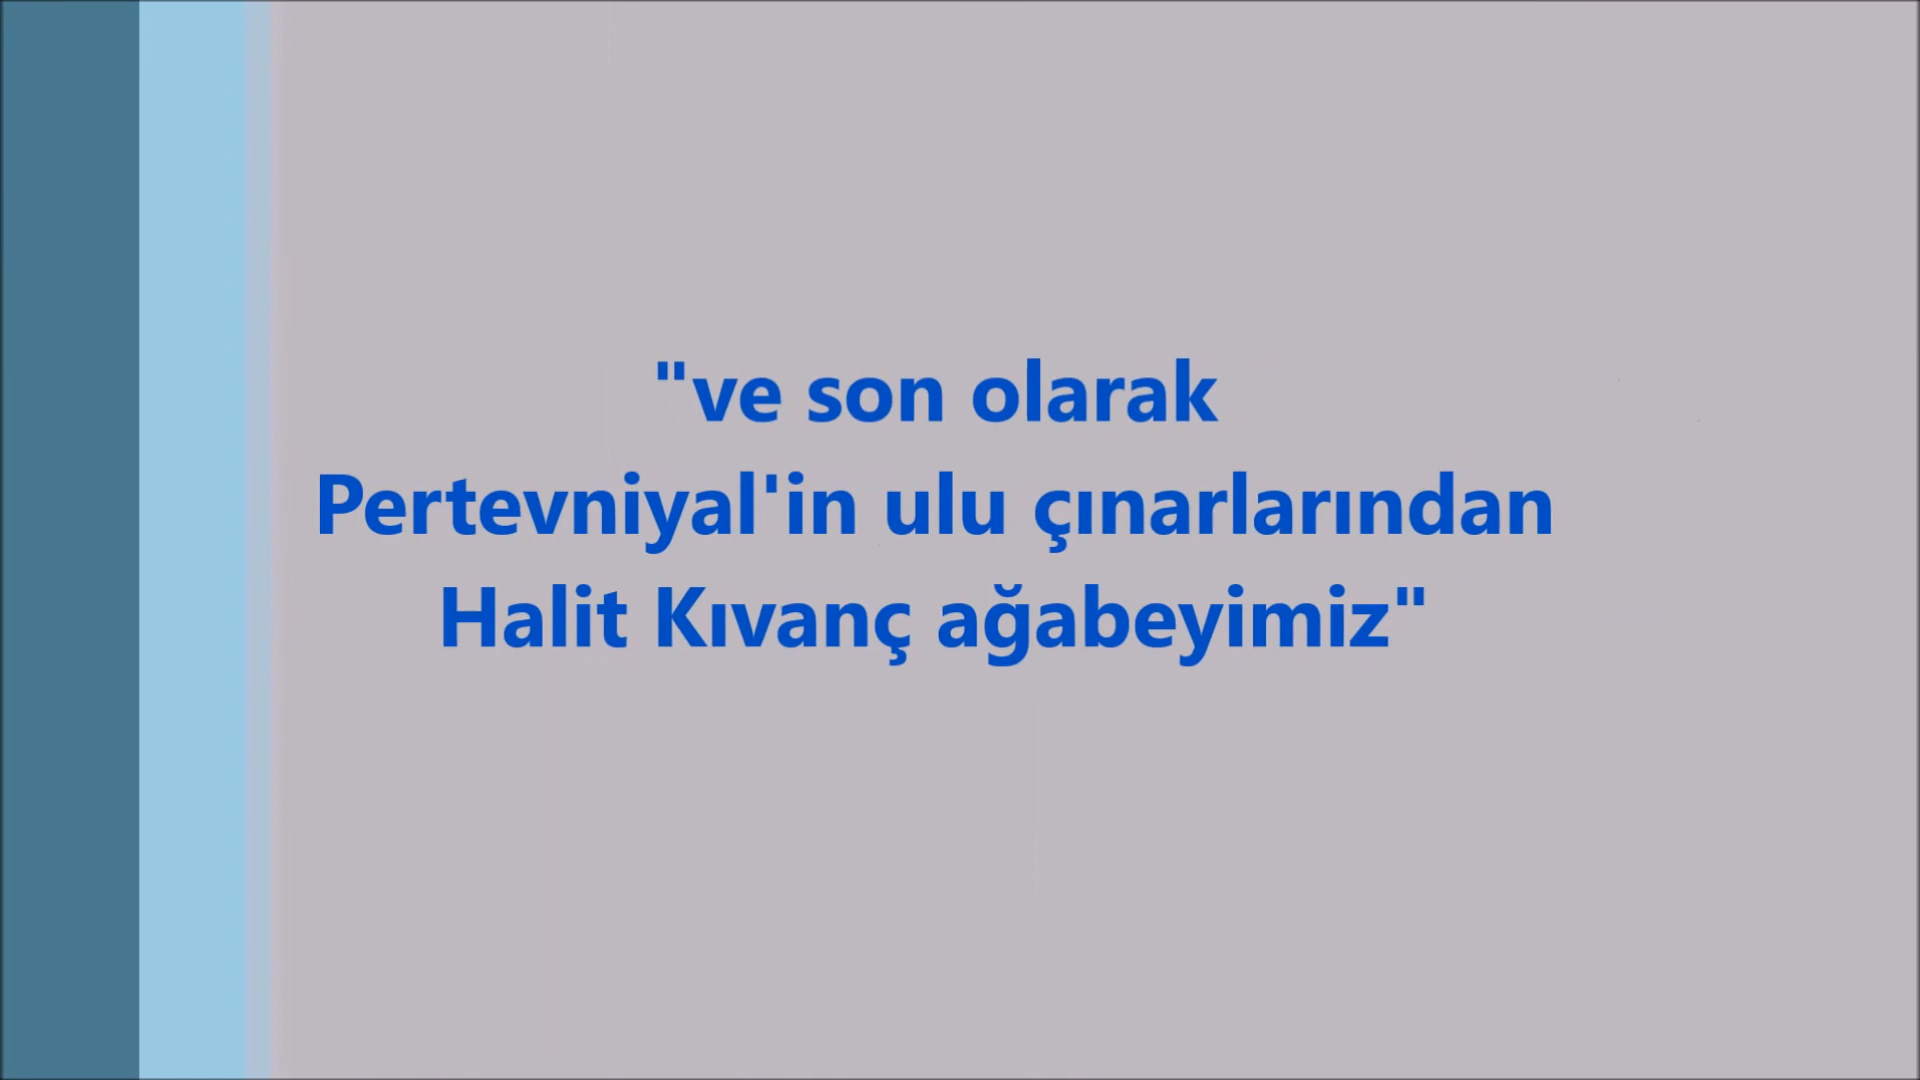 "ve son olarak
Pertevniyal'in ulu çınarlarından
Halit Kıvanç ağabeyimiz"